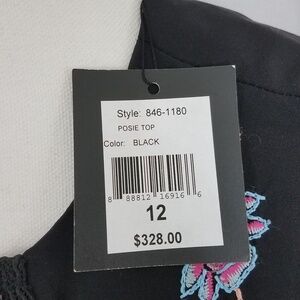 Style: 846-1180
POSIE TOP
Color: BLACK
8 88812 16916 6
12
$328.00